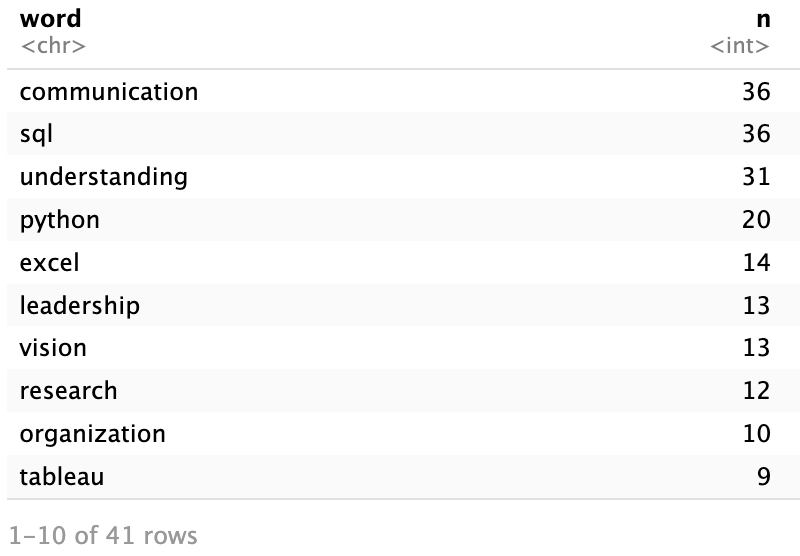 word n
<chr> <int>
communication 36
sql 36
understanding 31
python 20
excel 14
leadership 13
vision 13
research 12
organization 10
tableau 9
1–10 of 41 rows